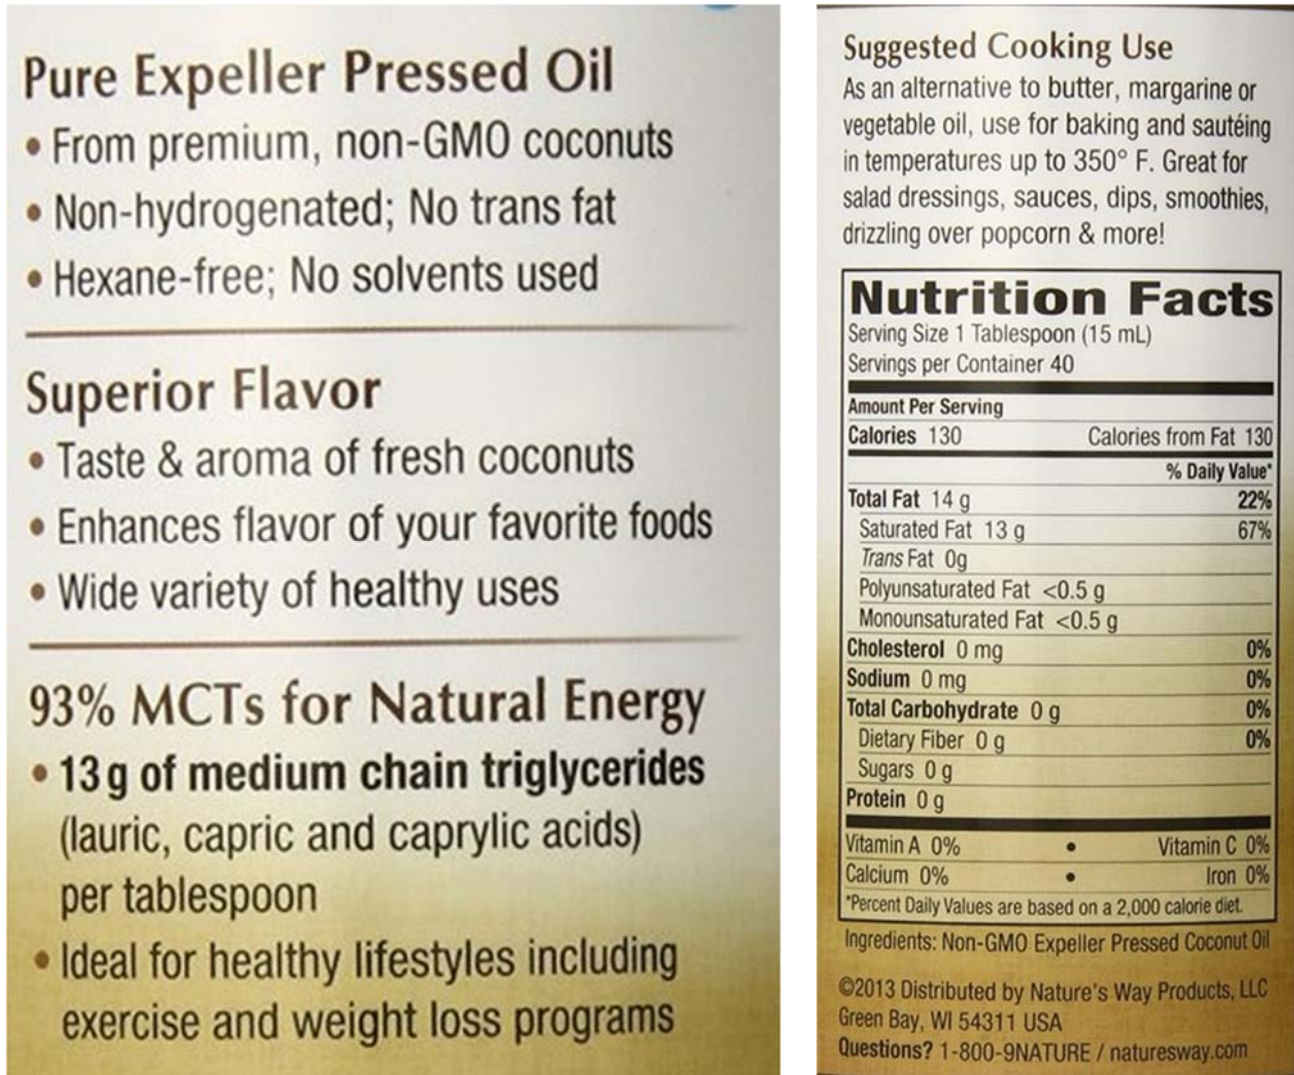 Pure Expeller Pressed Oil
• From premium, non-GMO coconuts
• Non-hydrogenated; No trans fat
• Hexane-free; No solvents used
Superior Flavor
• Taste & aroma of fresh coconuts
• Enhances flavor of your favorite foods
• Wide variety of healthy uses
93% MCTs for Natural Energy
• 13 g of medium chain triglycerides
(lauric, capric and caprylic acids)
per tablespoon
• Ideal for healthy lifestyles including
exercise and weight loss programs
Suggested Cooking Use
As an alternative to butter, margarine or
vegetable oil, use for baking and sautéing
in temperatures up to 350° F. Great for
salad dressings, sauces, dips, smoothies,
drizzling over popcorn & more!
Nutrition Facts
Serving Size 1 Tablespoon (15 mL)
Servings per Container 40
Amount Per Serving
Calories 130 Calories from Fat 130
% Daily Value*
Total Fat 14 g 22%
Saturated Fat 13 g 67%
Trans Fat 0g
Polyunsaturated Fat <0.5 g
Monounsaturated Fat <0.5 g
Cholesterol 0 mg 0%
Sodium 0 mg 0%
Total Carbohydrate 0 g 0%
Dietary Fiber 0 g 0%
Sugars 0 g
Protein 0 g
Vitamin A 0% • Vitamin C 0%
Calcium 0% • Iron 0%
*Percent Daily Values are based on a 2,000 calorie diet.
Ingredients: Non-GMO Expeller Pressed Coconut Oil
©2013 Distributed by Nature's Way Products, LLC
Green Bay, WI 54311 USA
Questions? 1-800-9NATURE / naturesway.com